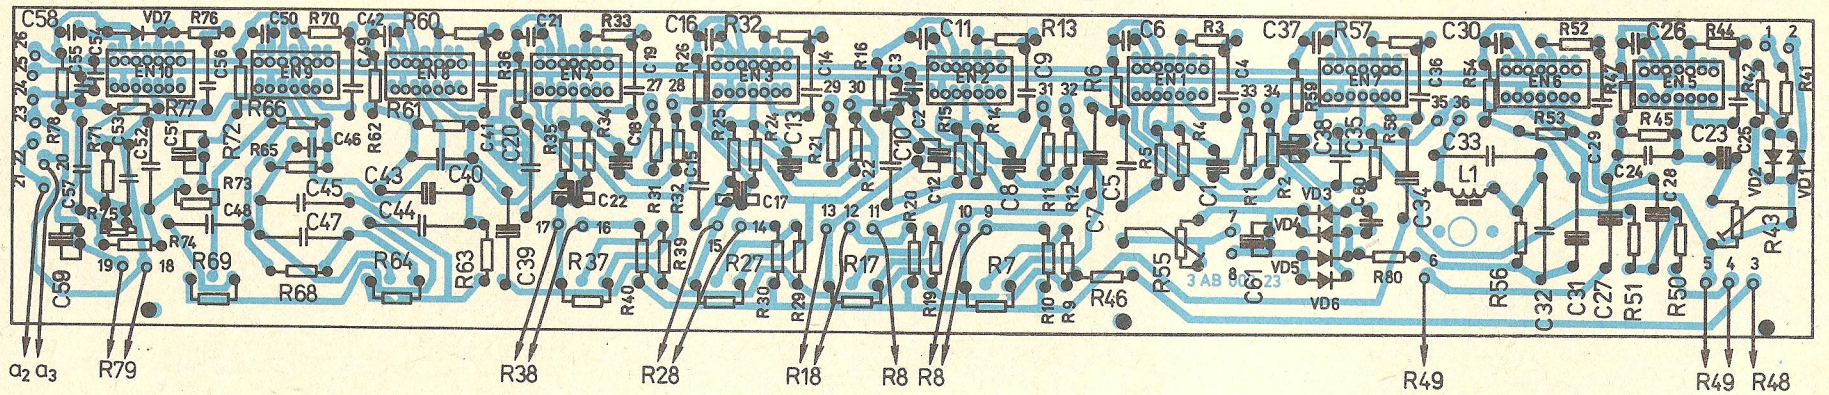 C58 VD7 R76 C50 R70 C42 R60 C21 R33 C16 R32 C11 R13 C6 R3 C37 R57 C30 R52 C26 R44 1 2
26 25 24 23 22 21 20
C55 C54 C56 C49 R36 C19 R26 C14 R16 C3 C9 R6 C4 C36 R54 R47 R42 R41
EN10 EN9 EN8 EN4 EN3 EN2 EN1 EN7 EN6 EN5
27 28 29 30 31 32 33 34 35 36
R77 R66 R61 R59
R78 R71 C53 C52 C51 R72 R65 C46 R62 C41 C20 R35 R34 C18 R25 R24 C13 R21 R22 C10 C2 R15 R14 R5 R4 C38 C35 R58 R53 C29 R45 C23 C25
C57 R73 C45 C43 C40 R31 R32 C15 C12 C8 R11 R12 C5 C1 R1 R2 C60 C33 L1 C24 C28 VD2 VD1
R75 C48 C47 C44 C22 C17 R20 C7 VD3 VD4 VD5 VD6 C34
R74 17 16 15 14 13 12 11 10 9 7 8 6 5 4 3
C59 19 18 R69 R68 R64 R63 C39 R37 R40 R39 R27 R30 R29 R17 R19 R7 R10 R9 R46 R55 C61 R80 R56 C32 C31 C27 R51 R50 R43
a2 a3 R79 R38 R28 R18 R8 R8 R49 R49 R48